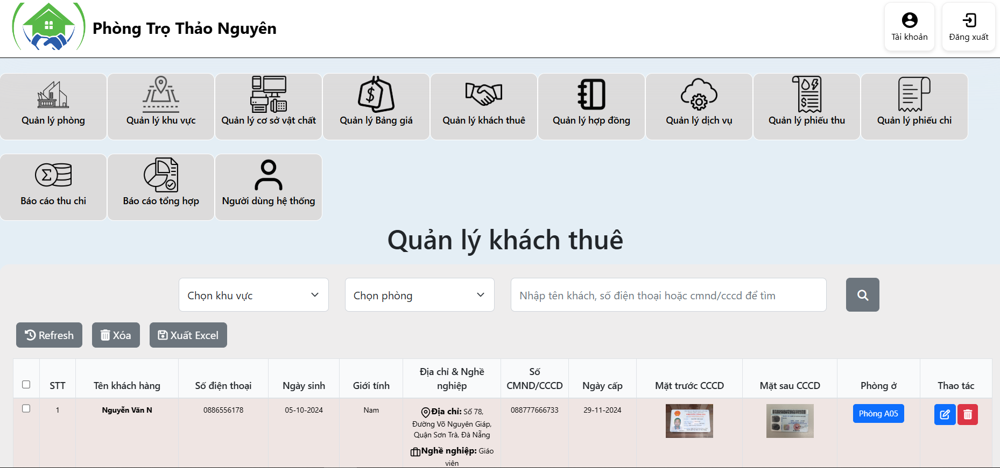 Phòng Trọ Thảo Nguyên
Tài khoản
Đăng xuất
Quản lý phòng
Quản lý khu vực
Quản lý cơ sở vật chất
Quản lý Bảng giá
Quản lý khách thuê
Quản lý hợp đồng
Quản lý dịch vụ
Quản lý phiếu thu
Quản lý phiếu chi
Báo cáo thu chi
Báo cáo tổng hợp
Người dùng hệ thống
Quản lý khách thuê
Chọn khu vực
Chọn phòng
Nhập tên khách, số điện thoại hoặc cmnd/cccd để tìm
Refresh
Xóa
Xuất Excel
STT
Tên khách hàng
Số điện thoại
Ngày sinh
Giới tính
Địa chỉ & Nghề
nghiệp
Số
CMND/CCCD
Ngày cấp
Mặt trước CCCD
Mặt sau CCCD
Phòng ở
Thao tác
1
Nguyễn Văn N
0886556178
05-10-2024
Nam
Địa chỉ: Số 78,
Đường Võ Nguyên Giáp,
Quận Sơn Trà, Đà Nẵng
Nghề nghiệp: Giáo
viên
088777666733
29-11-2024
Phòng A05